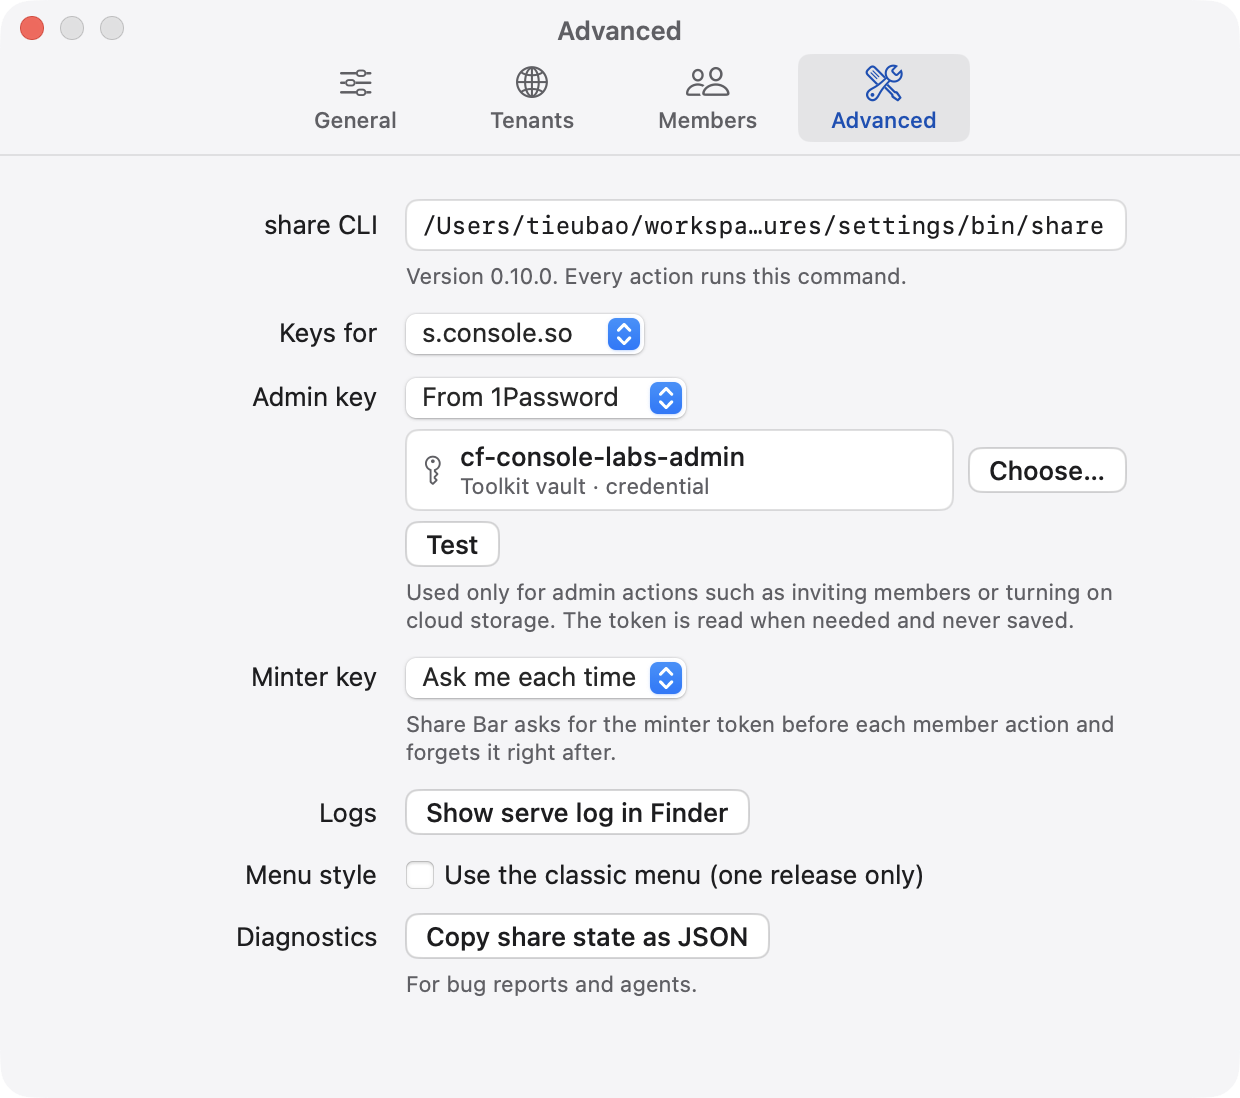 Advanced
General
Tenants
Members
Advanced
share CLI
/Users/tieubao/workspa…ures/settings/bin/share
Version 0.10.0. Every action runs this command.
Keys for
s.console.so
Admin key
From 1Password
cf-console-labs-admin
Toolkit vault · credential
Choose...
Test
Used only for admin actions such as inviting members or turning on
cloud storage. The token is read when needed and never saved.
Minter key
Ask me each time
Share Bar asks for the minter token before each member action and
forgets it right after.
Logs
Show serve log in Finder
Menu style
Use the classic menu (one release only)
Diagnostics
Copy share state as JSON
For bug reports and agents.